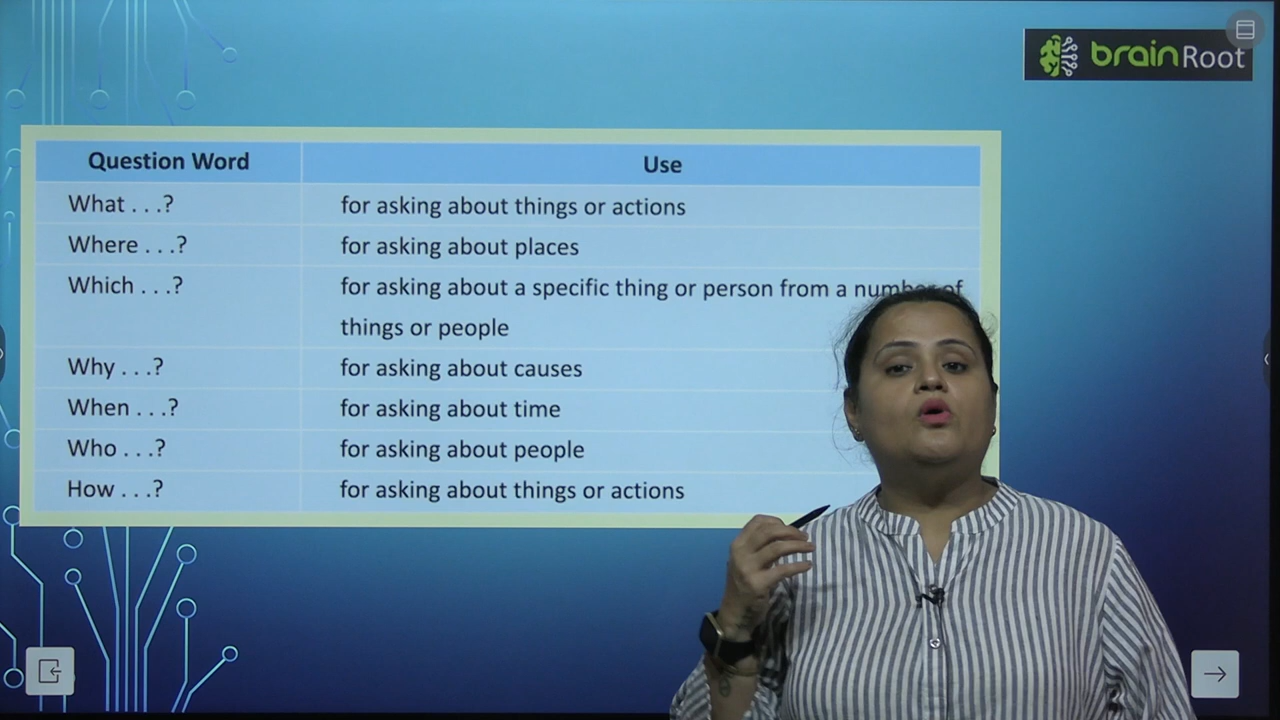 brainRoot
Question Word Use
What . . .? for asking about things or actions
Where . . .? for asking about places
Which . . .? for asking about a specific thing or person from a number of
things or people
Why . . .? for asking about causes
When . . .? for asking about time
Who . . .? for asking about people
How . . .? for asking about things or actions